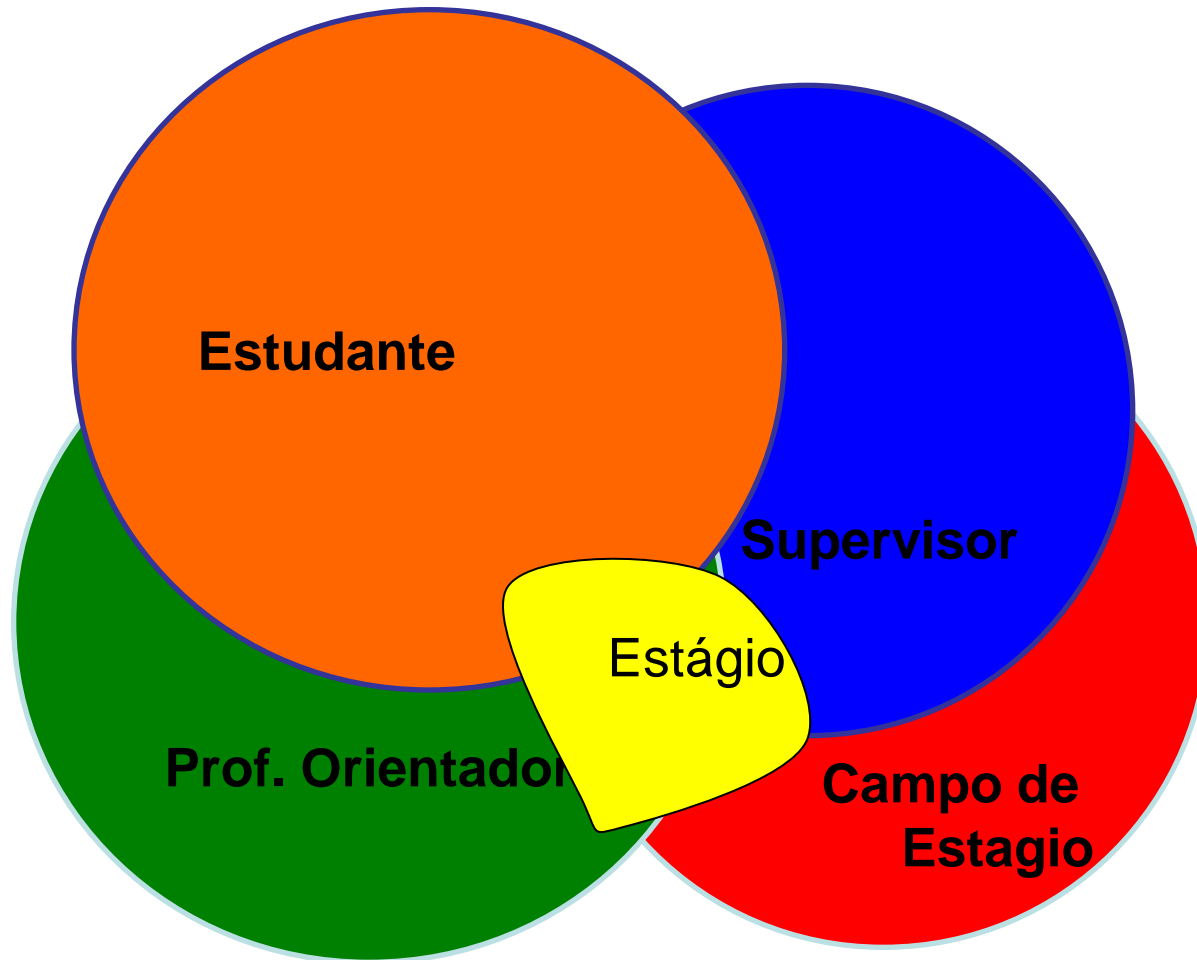 Estudante
Supervisor
Estágio
Prof. Orientador
Campo de
Estagio